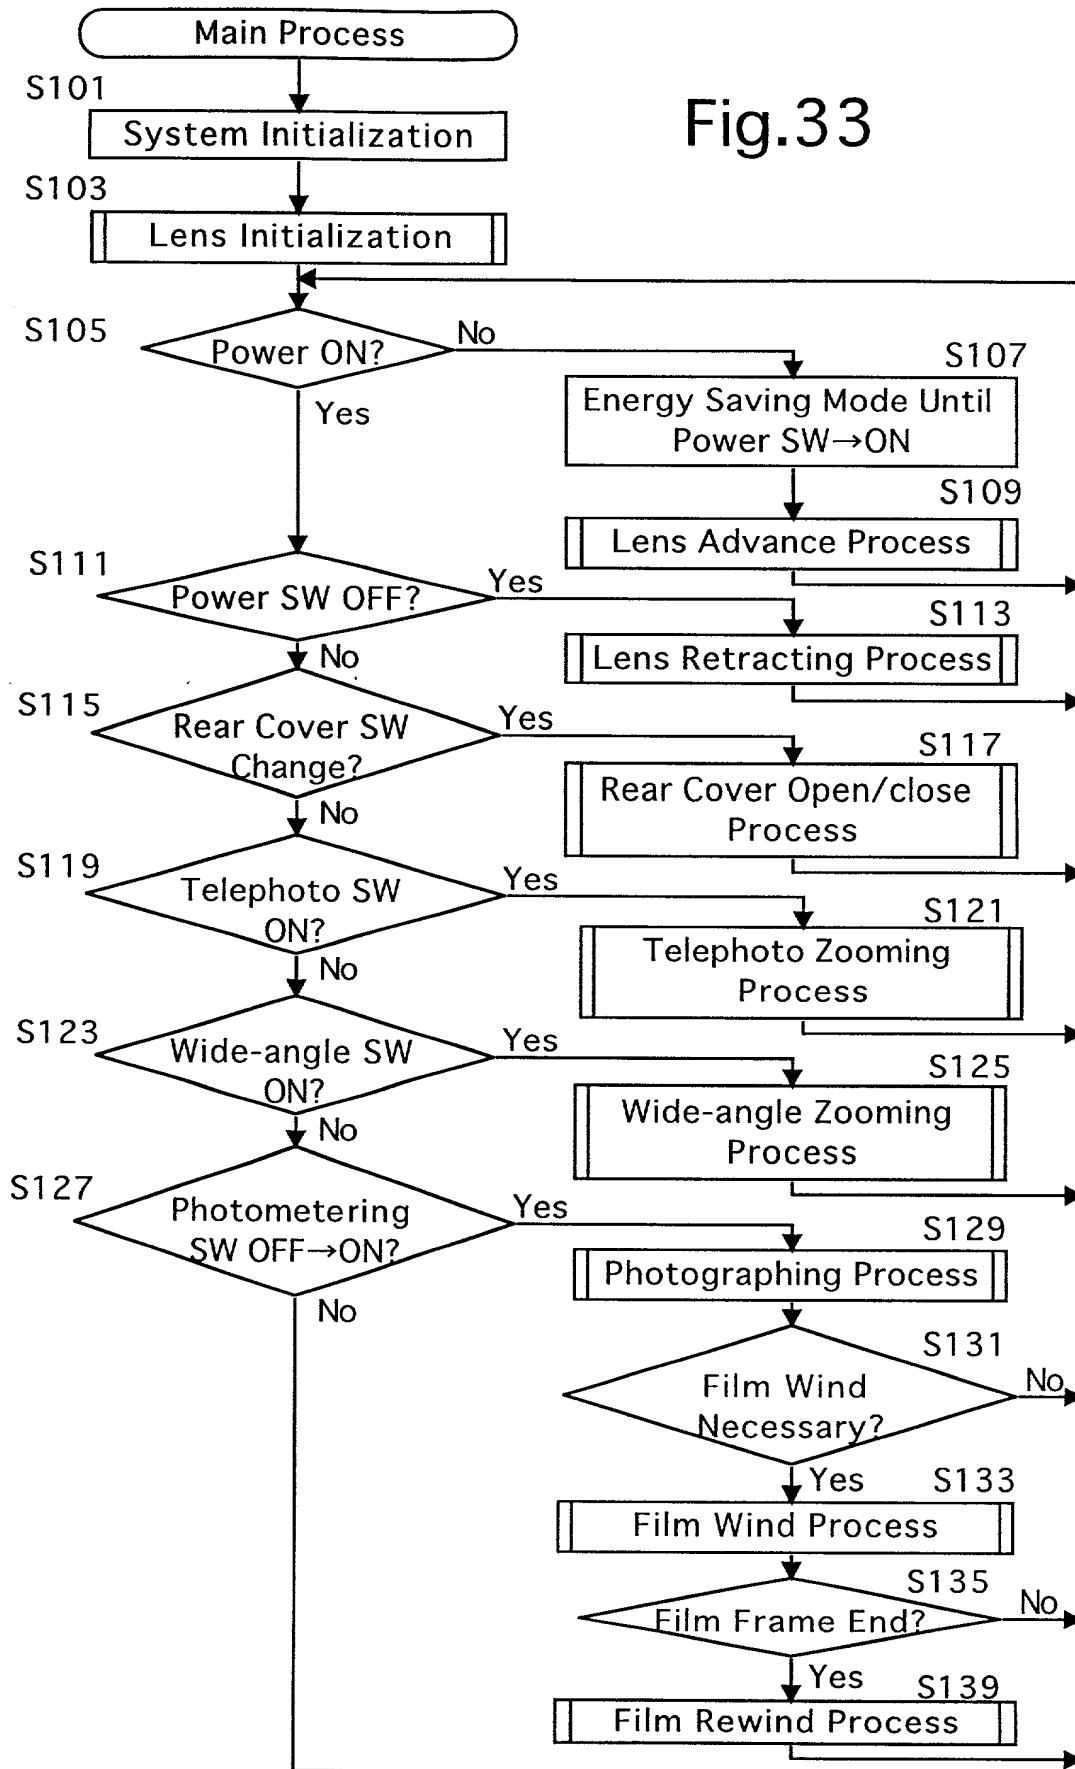 Main Process
S101
System Initialization
Fig.33
S103
Lens Initialization
S105
Power ON?
No
Yes
S107
Energy Saving Mode Until
Power SW→ON
S109
Lens Advance Process
S111
Power SW OFF?
Yes
No
S113
Lens Retracting Process
S115
Rear Cover SW
Change?
Yes
No
S117
Rear Cover Open/close
Process
S119
Telephoto SW
ON?
Yes
No
S121
Telephoto Zooming
Process
S123
Wide-angle SW
ON?
Yes
No
S125
Wide-angle Zooming
Process
S127
Photometering
SW OFF→ON?
Yes
No
S129
Photographing Process
S131
Film Wind
Necessary?
No
Yes
S133
Film Wind Process
S135
Film Frame End?
No
Yes
S139
Film Rewind Process